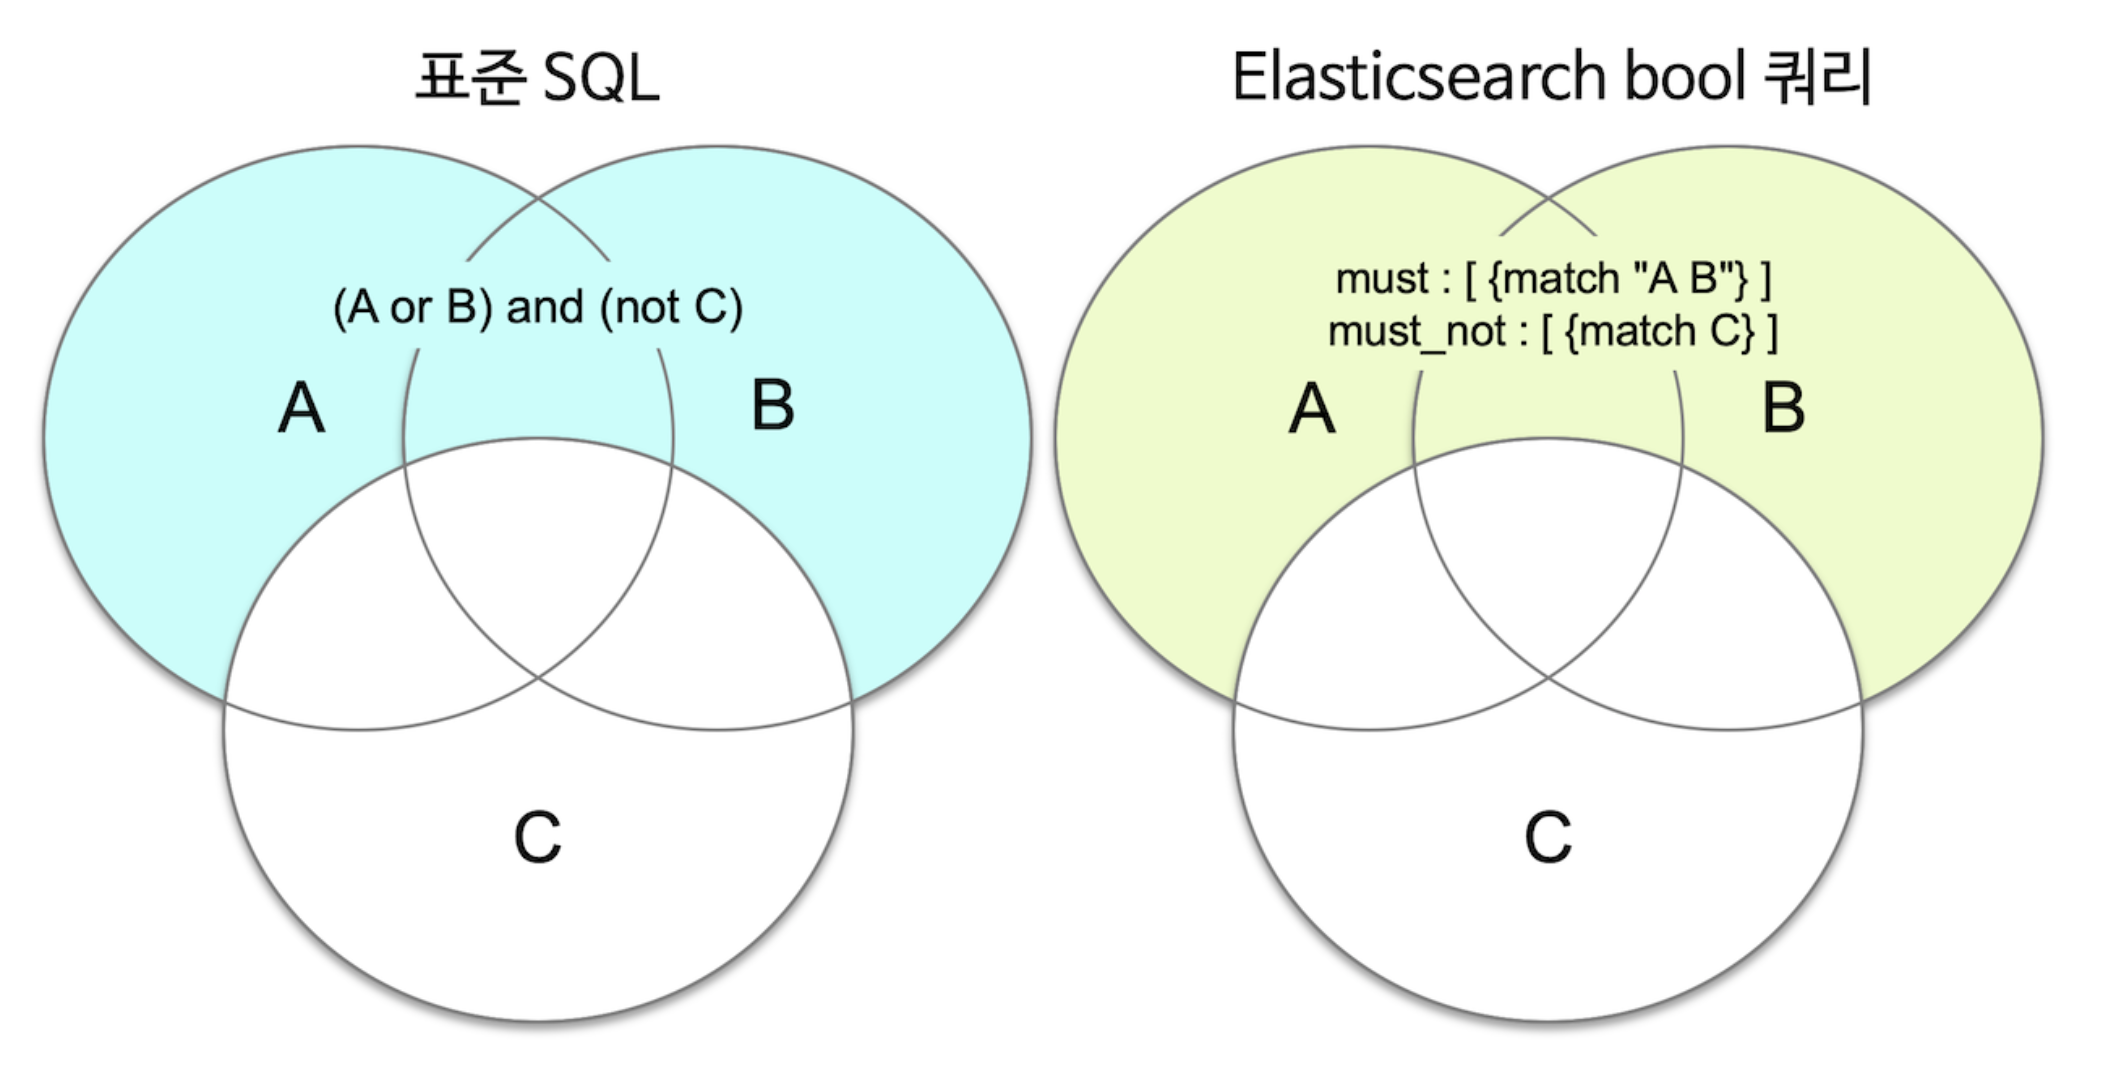 표준 SQL
(A or B) and (not C)
A
B
C
Elasticsearch bool 쿼리
must : [ {match "A B"} ]
must_not : [ {match C} ]
A
B
C